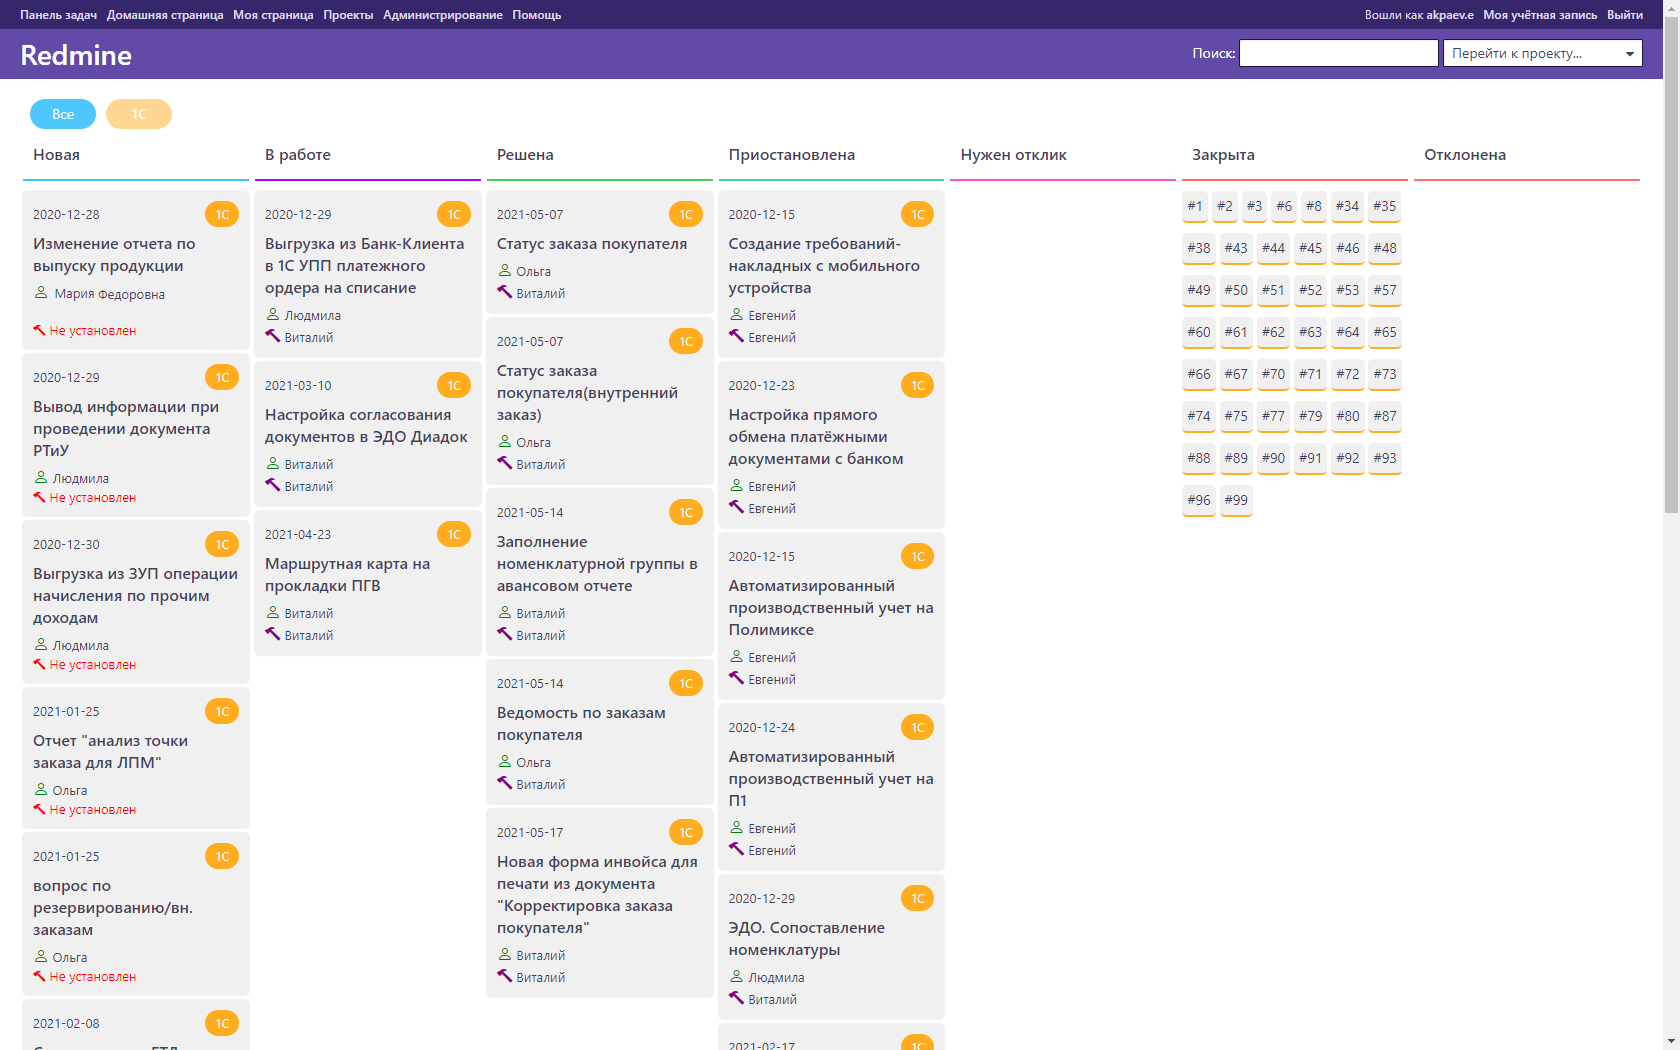 Панель задач Домашняя страница Моя страница Проекты Администрирование Помощь
Вошли как akpaev.e Моя учётная запись Выйти
Redmine
Поиск: Перейти к проекту...
Все 1С
Новая
2020-12-28 1С
Изменение отчета по
выпуску продукции
Мария Федоровна
Не установлен
2020-12-29 1С
Вывод информации при
проведении документа
РТиУ
Людмила
Не установлен
2020-12-30 1С
Выгрузка из ЗУП операции
начисления по прочим
доходам
Людмила
Не установлен
2021-01-25 1С
Отчет "анализ точки
заказа для ЛПМ"
Ольга
Не установлен
2021-01-25 1С
вопрос по
резервированию/вн.
заказам
Ольга
Не установлен
2021-02-08 1С
В работе
2020-12-29 1С
Выгрузка из Банк-Клиента
в 1С УПП платежного
ордера на списание
Людмила
Виталий
2021-03-10 1С
Настройка согласования
документов в ЭДО Диадок
Виталий
Виталий
2021-04-23 1С
Маршрутная карта на
прокладки ПГВ
Виталий
Виталий
Решена
2021-05-07 1С
Статус заказа покупателя
Ольга
Виталий
2021-05-07 1С
Статус заказа
покупателя(внутренний
заказ)
Ольга
Виталий
2021-05-14 1С
Заполнение
номенклатурной группы в
авансовом отчете
Виталий
Виталий
2021-05-14 1С
Ведомость по заказам
покупателя
Ольга
Виталий
2021-05-17 1С
Новая форма инвойса для
печати из документа
"Корректировка заказа
покупателя"
Виталий
Виталий
Приостановлена
2020-12-15 1С
Создание требований-
накладных с мобильного
устройства
Евгений
Евгений
2020-12-23 1С
Настройка прямого
обмена платёжными
документами с банком
Евгений
Евгений
2020-12-15 1С
Автоматизированный
производственный учет на
Полимиксе
Евгений
Евгений
2020-12-24 1С
Автоматизированный
производственный учет на
П1
Евгений
Евгений
2020-12-29 1С
ЭДО. Сопоставление
номенклатуры
Людмила
Виталий
2021-02-17 1С
Нужен отклик
Закрыта
#1 #2 #3 #6 #8 #34 #35
#38 #43 #44 #45 #46 #48
#49 #50 #51 #52 #53 #57
#60 #61 #62 #63 #64 #65
#66 #67 #70 #71 #72 #73
#74 #75 #77 #79 #80 #87
#88 #89 #90 #91 #92 #93
#96 #99
Отклонена